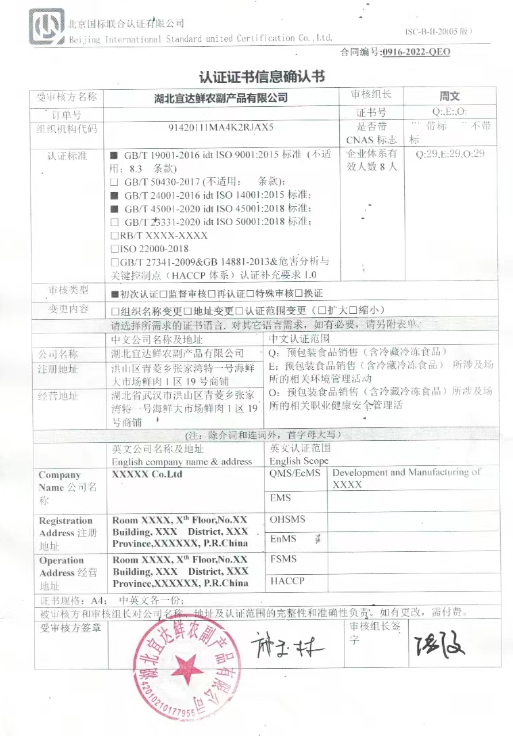 北京国标联合认证有限公司
Beijing International Standard united Certification Co.,Ltd.
ISC-B-II-20(05版)
合同编号:0916-2022-QEO
认证证书信息确认书
受审核方名称 湖北宜达鲜农副产品有限公司 审核组长 周文
订单号 证书号 Q:,E:,O:
组织机构代码 91420111MA4K2RJAX5 是否带CNAS 标志 带标 不带标
认证标准
■ GB/T 19001-2016 idt ISO 9001:2015 标准 (不适用: 8.3 条款)
□ GB/T 50430-2017 (不适用: 条款);
■ GB/T 24001-2016 idt ISO 14001:2015 标准;
■ GB/T 45001-2020 idt ISO 45001:2018 标准;
□ GB/T 23331-2020 idt ISO 50001:2018 标准;
□RB/T XXXX-XXXX
□ISO 22000-2018
□GB/T 27341-2009&GB 14881-2013&危害分析与
关键控制点（HACCP 体系）认证补充要求 1.0
企业体系有效人数 8 人
Q:29,E:29,O:29
审核类型 ■初次认证□监督审核□再认证□特殊审核□换证
变更内容 □组织名称变更□地址变更□认证范围变更（□扩大□缩小）
请选择所需求的证书语言, 对其它语言需求, 如有必要, 请另附表单
中文公司名称及地址 中文认证范围
公司名称 湖北宜达鲜农副产品有限公司
注册地址 洪山区青菱乡张家湾特一号海鲜
大市场鲜肉 1 区 19 号商铺
经营地址 湖北省武汉市洪山区青菱乡张家
湾特一号海鲜大市场鲜肉 1 区 19
号商铺
Q: 预包装食品销售（含冷藏冷冻食品）
E: 预包装食品销售（含冷藏冷冻食品） 所涉及场
所的相关环境管理活动
O: 预包装食品销售（含冷藏冷冻食品）所涉及场
所的相关职业健康安全管理活
(注: 除介词和连词外, 首字母大写)
英文公司名称及地址 英文认证范围
English company name & address English Scope
Company Name 公司名称 XXXXX Co.Ltd
QMS/EcMS Development and Manufacturing of XXXX
EMS
Registration Address 注册地址
Room XXXX, Xth Floor,No.XX
Building, XXX District, XXX
Province,XXXXXX, P.R.China
OHSMS
EnMS
Operation Address 经营地址
Room XXXX, Xth Floor,No.XX
Building, XXX District, XXX
Province,XXXXXX, P.R.China
FSMS
HACCP
证书规格: A4; 中英文各一份;
被审核方和审核组长对公司名称、地址及认证范围的完整性和准确性负责。如有更改, 需付费。
受审核方签章 审核组长签字
湖北宜达鲜农副产品有限公司
42010210177955